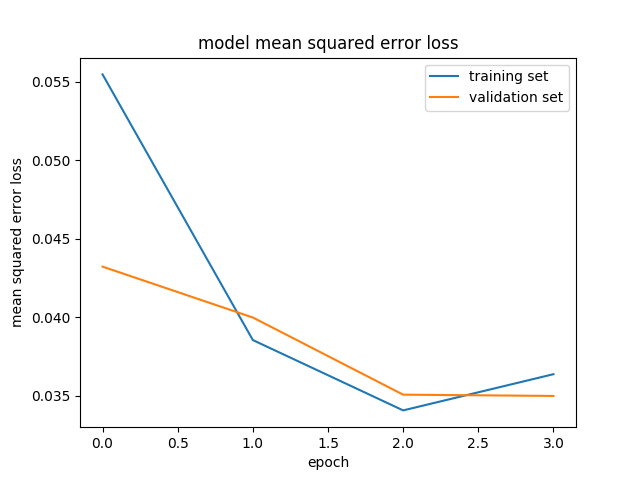 model mean squared error loss
training set
validation set
0.055
0.050
0.045
0.040
0.035
mean squared error loss
0.0 0.5 1.0 1.5 2.0 2.5 3.0
epoch